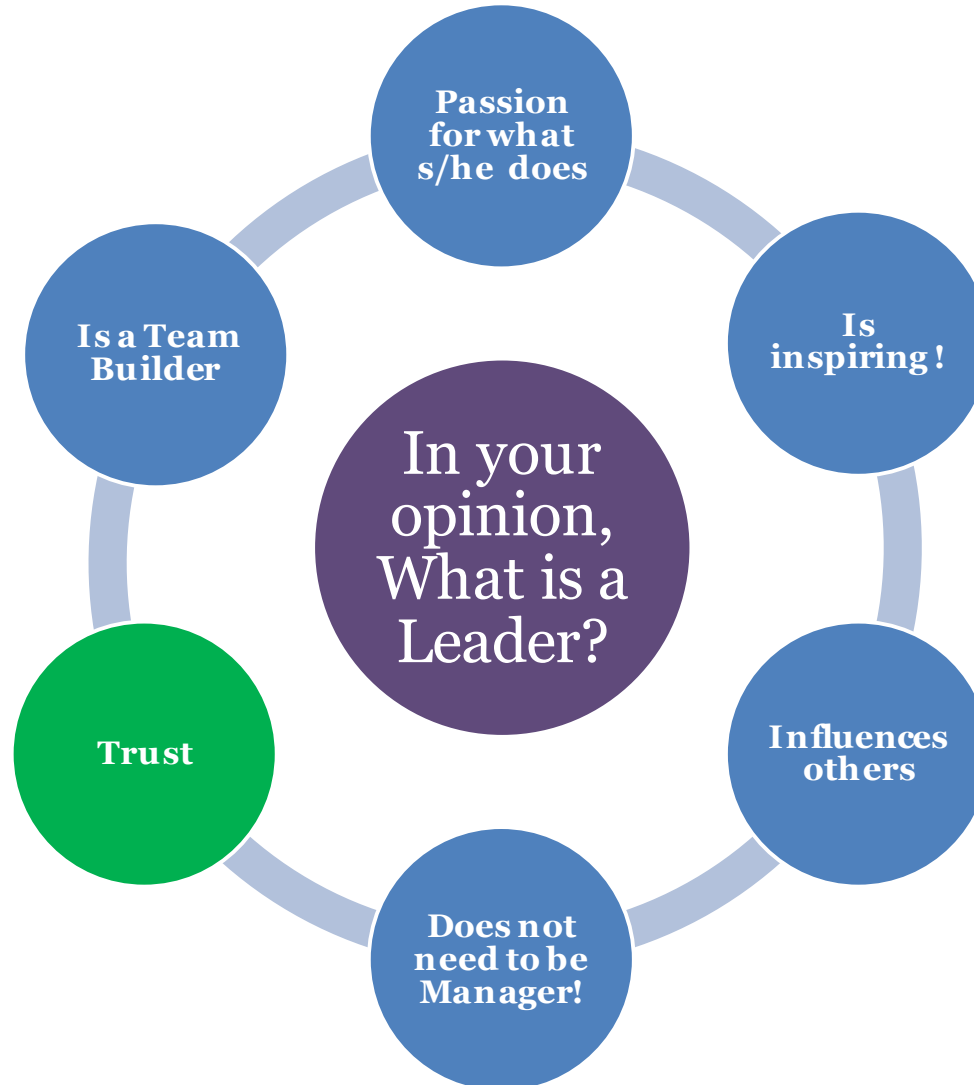 Passion
for what
s/he does
Is
inspiring !
Influences
others
Does not
need to be
Manager!
Trust
Is a Team
Builder
In your
opinion,
What is a
Leader?